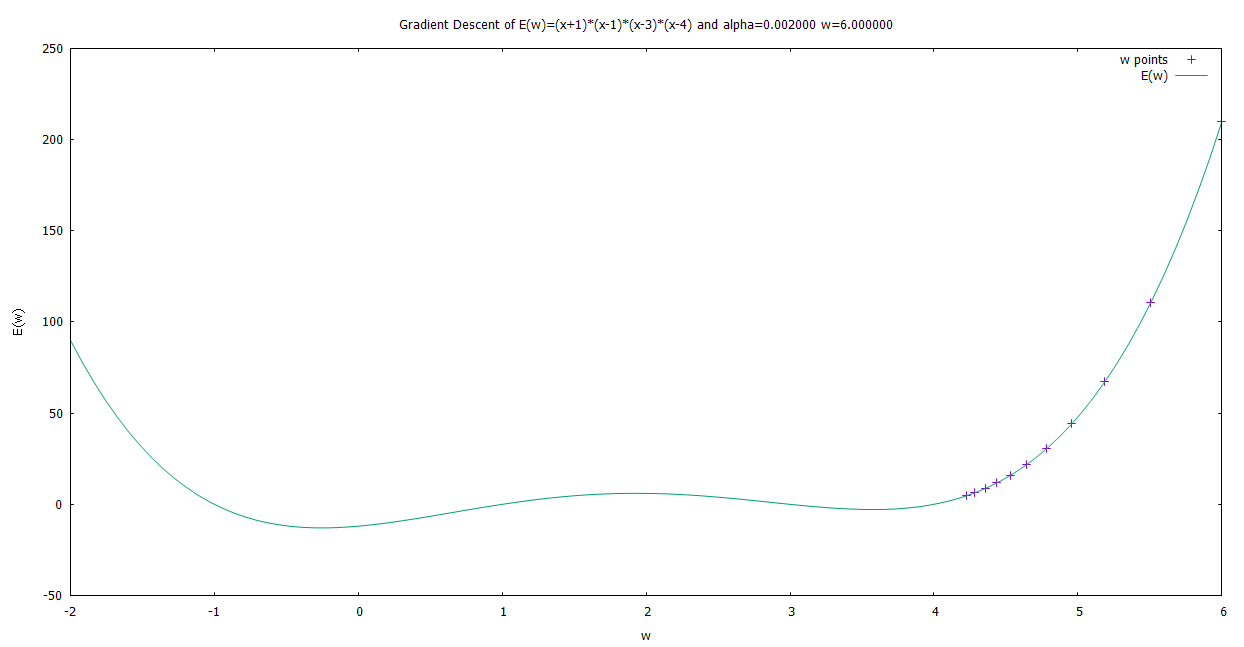 Gradient Descent of E(w)=(x+1)*(x-1)*(x-3)*(x-4) and alpha=0.002000 w=6.000000
w points
E(w)
250
200
150
100
50
0
-50
E(w)
-2 -1 0 1 2 3 4 5 6
w